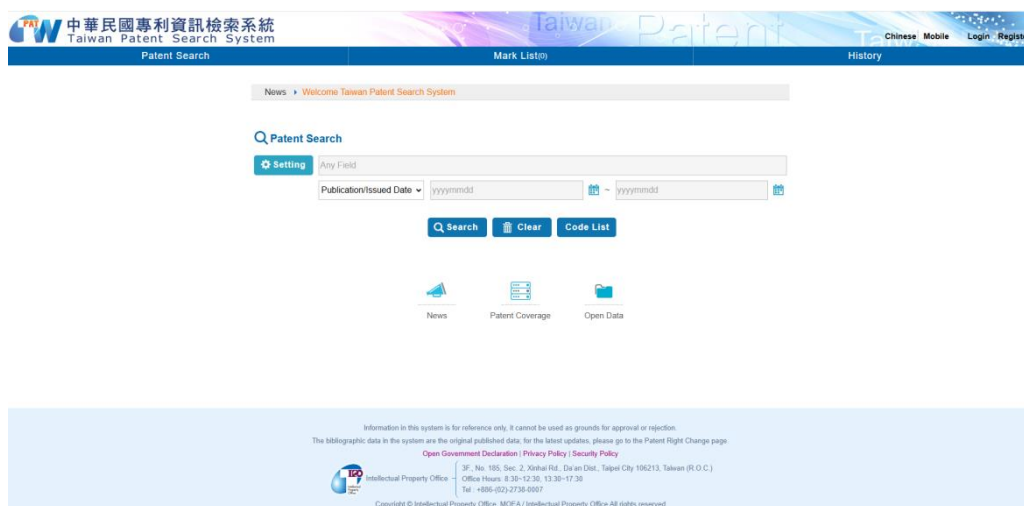 中華民國專利資訊檢索系統
Taiwan Patent Search System
Taiwan Patent
Chinese Mobile Login Regist
Patent Search Mark List(0) History
News Welcome Taiwan Patent Search System
Patent Search
Setting Any Field
Publication/Issued Date yyyymmdd ~ yyyymmdd
Search Clear Code List
News Patent Coverage Open Data
Information in this system is for reference only, it cannot be used as grounds for approval or rejection.
The bibliographic data in the system are the original published data; for the latest updates, please go to the Patent Right Change page.
Open Government Declaration | Privacy Policy | Security Policy
TIPO
Intellectual Property Office
3F., No. 185, Sec. 2, Xinhai Rd., Da'an Dist., Taipei City 106213, Taiwan (R.O.C.)
Office Hours: 8:30~12:30, 13:30~17:30
Tel : +886-(02)-2738-0007
Copyright © Intellectual Property Office, MOEA / Intellectual Property Office All rights reserved.